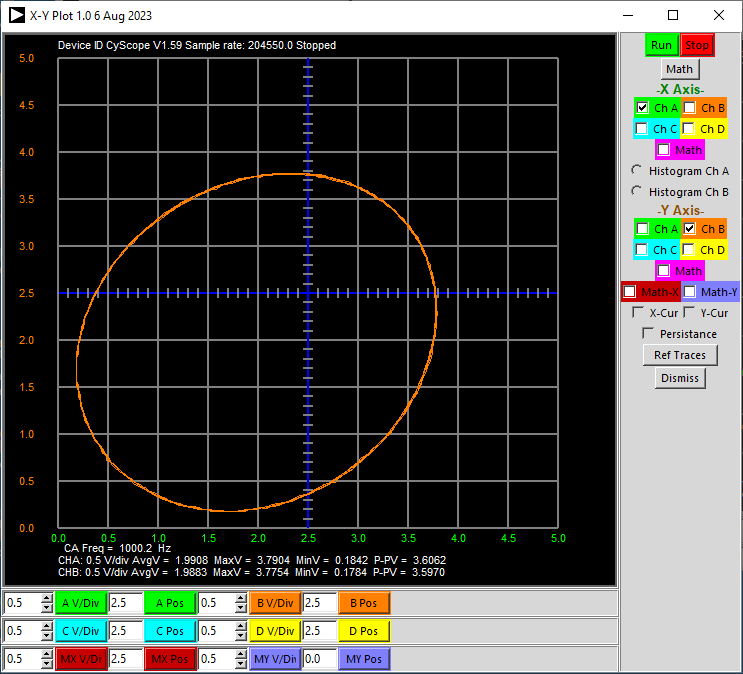 X-Y Plot 1.0 6 Aug 2023
Device ID CyScope V1.59 Sample rate: 204550.0 Stopped
5.0
4.5
4.0
3.5
3.0
2.5
2.0
1.5
1.0
0.5
0.0
0.0 0.5 1.0 1.5 2.0 2.5 3.0 3.5 4.0 4.5 5.0
CA Freq = 1000.2 Hz
CHA: 0.5 V/div AvgV = 1.9908 MaxV = 3.7904 MinV = 0.1842 P-PV = 3.6062
CHB: 0.5 V/div AvgV = 1.9883 MaxV = 3.7754 MinV = 0.1784 P-PV = 3.5970
Run Stop
Math
-X Axis-
Ch A Ch B
Ch C Ch D
Math
Histogram Ch A
Histogram Ch B
-Y Axis-
Ch A Ch B
Ch C Ch D
Math
Math-X Math-Y
X-Cur Y-Cur
Persistance
Ref Traces
Dismiss
0.5 A V/Div 2.5 A Pos 0.5 B V/Div 2.5 B Pos
0.5 C V/Div 2.5 C Pos 0.5 D V/Div 2.5 D Pos
0.5 MX V/Di 2.5 MX Pos 0.5 MY V/Di 0.0 MY Pos